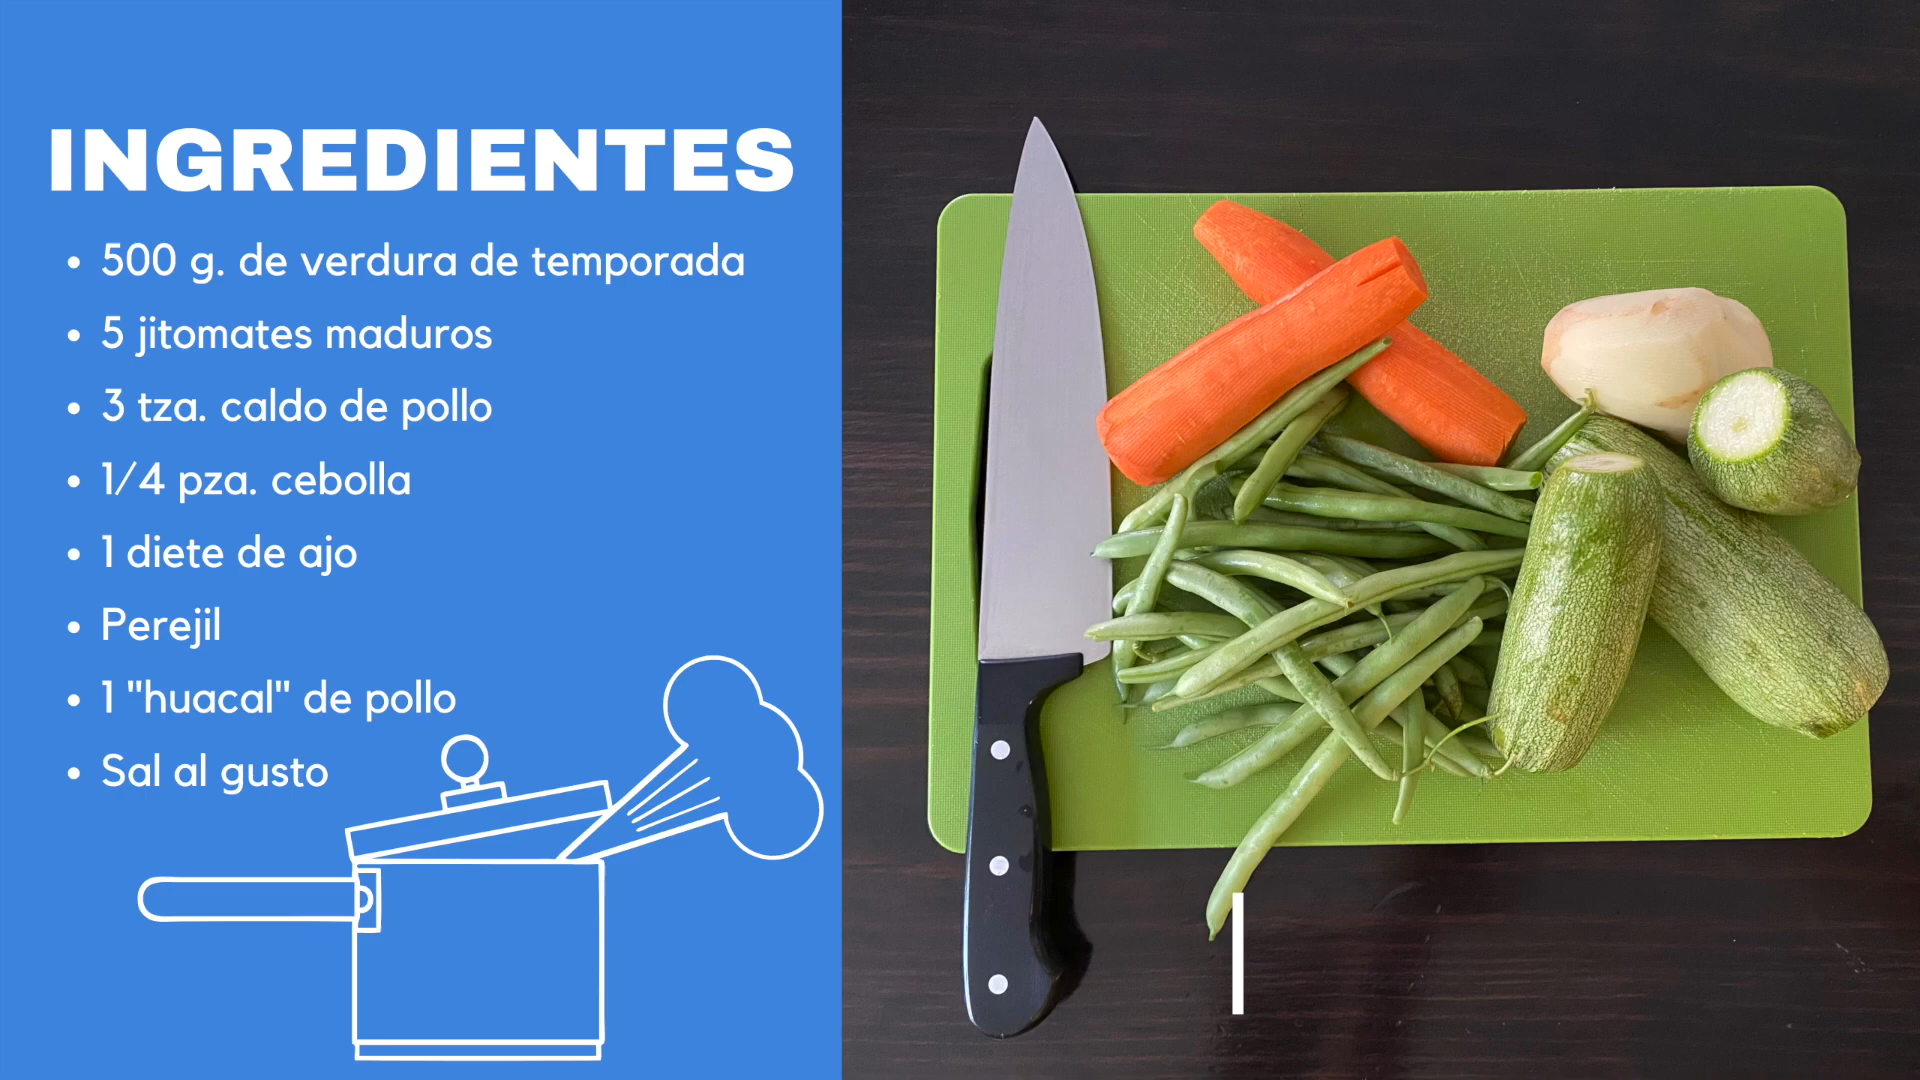 INGREDIENTES
• 500 g. de verdura de temporada
• 5 jitomates maduros
• 3 tza. caldo de pollo
• 1/4 pza. cebolla
• 1 diete de ajo
• Perejil
• 1 "huacal" de pollo
• Sal al gusto